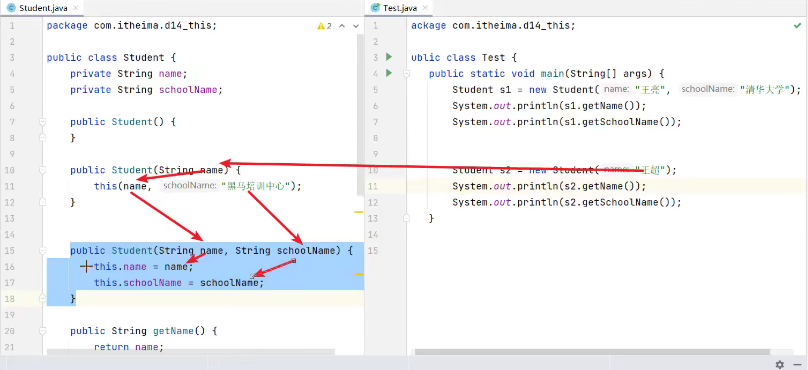 Student.java
1 package com.itheima.d14_this;
2
3 public class Student {
4 private String name;
5 private String schoolName;
6
7 public Student() {
8 }
9
10 public Student(String name) {
11 this(name, schoolName: "黑马培训中心");
12 }
13
14
15 public Student(String name, String schoolName) {
16 this.name = name;
17 this.schoolName = schoolName;
18 }
19
20 public String getName() {
21 return name;
2
Test.java
1 ackage com.itheima.d14_this;
2
3 ublic class Test {
4 public static void main(String[] args) {
5 Student s1 = new Student( name: "王亮", schoolName: "清华大学");
6 System.out.println(s1.getName());
7 System.out.println(s1.getSchoolName());
8
9
10 Student s2 = new Student( name: "王超");
11 System.out.println(s2.getName());
12 System.out.println(s2.getSchoolName());
13 }
14
15